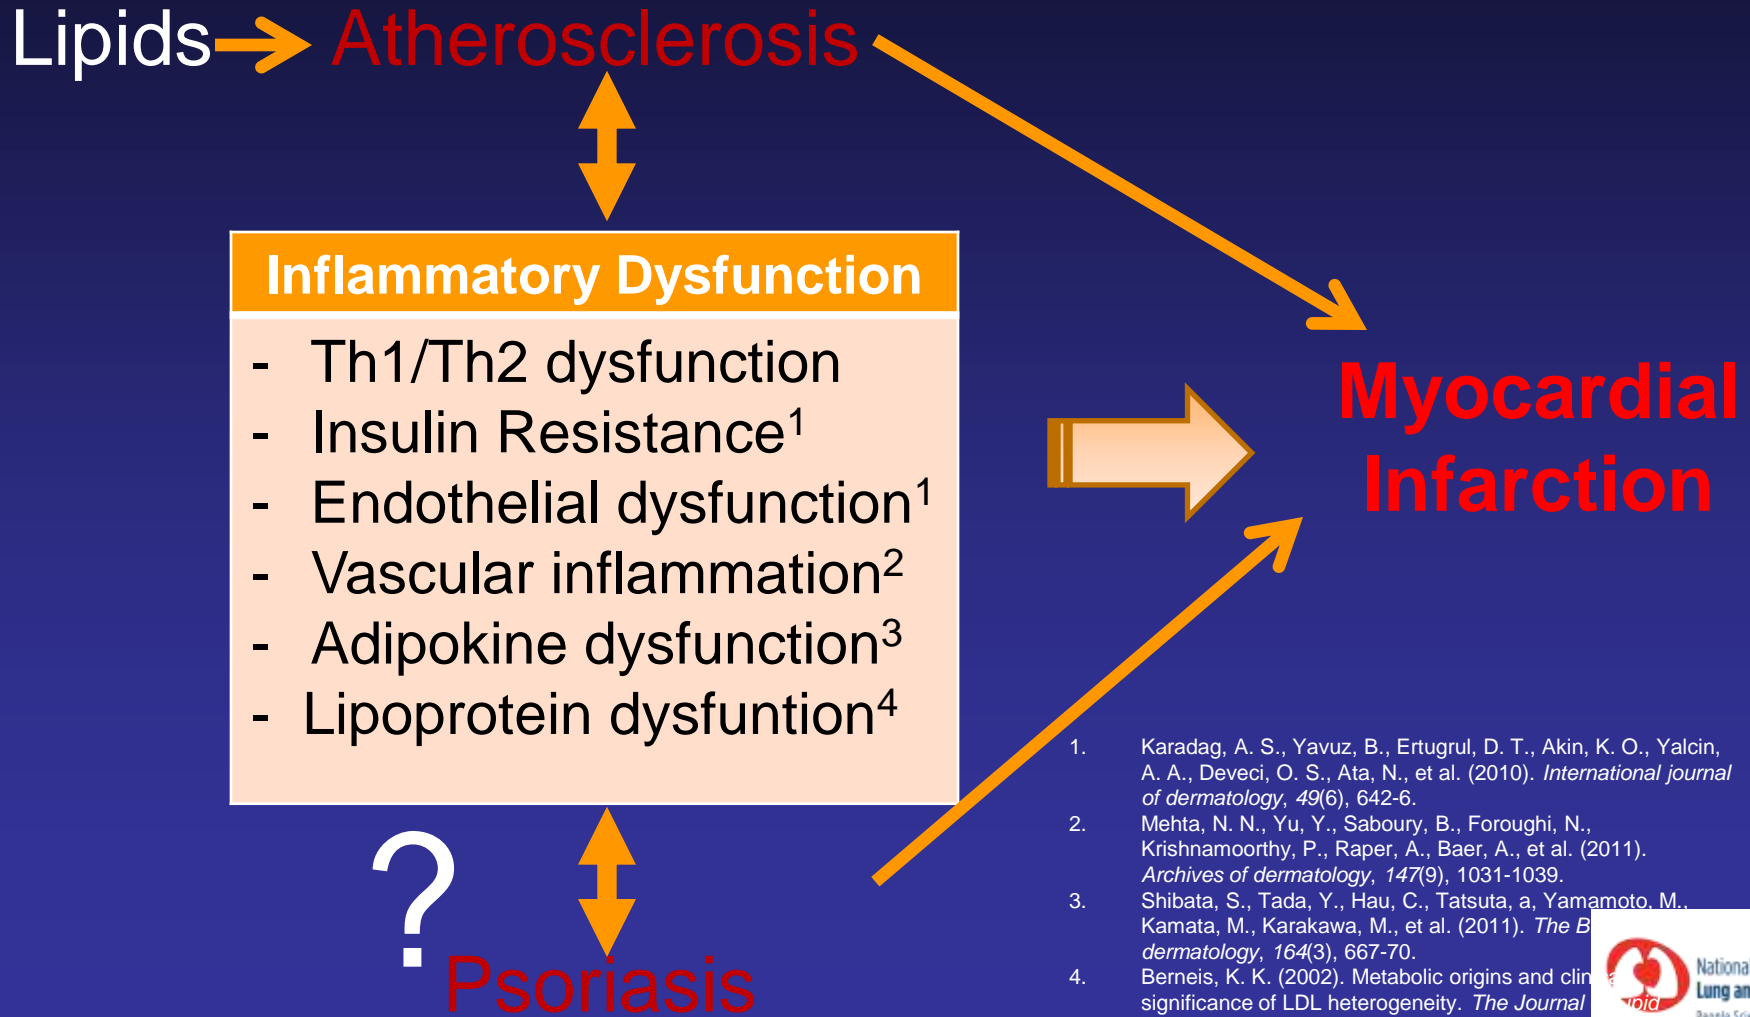 Lipids Atherosclerosis
Inflammatory Dysfunction
- Th1/Th2 dysfunction
- Insulin Resistance¹
- Endothelial dysfunction¹
- Vascular inflammation²
- Adipokine dysfunction³
- Lipoprotein dysfuntion⁴
Myocardial
Infarction
?
Psoriasis
1. Karadag, A. S., Yavuz, B., Ertugrul, D. T., Akin, K. O., Yalcin,
A. A., Deveci, O. S., Ata, N., et al. (2010). International journal
of dermatology, 49(6), 642-6.
2. Mehta, N. N., Yu, Y., Saboury, B., Foroughi, N.,
Krishnamoorthy, P., Raper, A., Baer, A., et al. (2011).
Archives of dermatology, 147(9), 1031-1039.
3. Shibata, S., Tada, Y., Hau, C., Tatsuta, a, Yamamoto, M.,
Kamata, M., Karakawa, M., et al. (2011). The B
dermatology, 164(3), 667-70.
4. Berneis, K. K. (2002). Metabolic origins and clin
significance of LDL heterogeneity. The Journal
National
Lung an